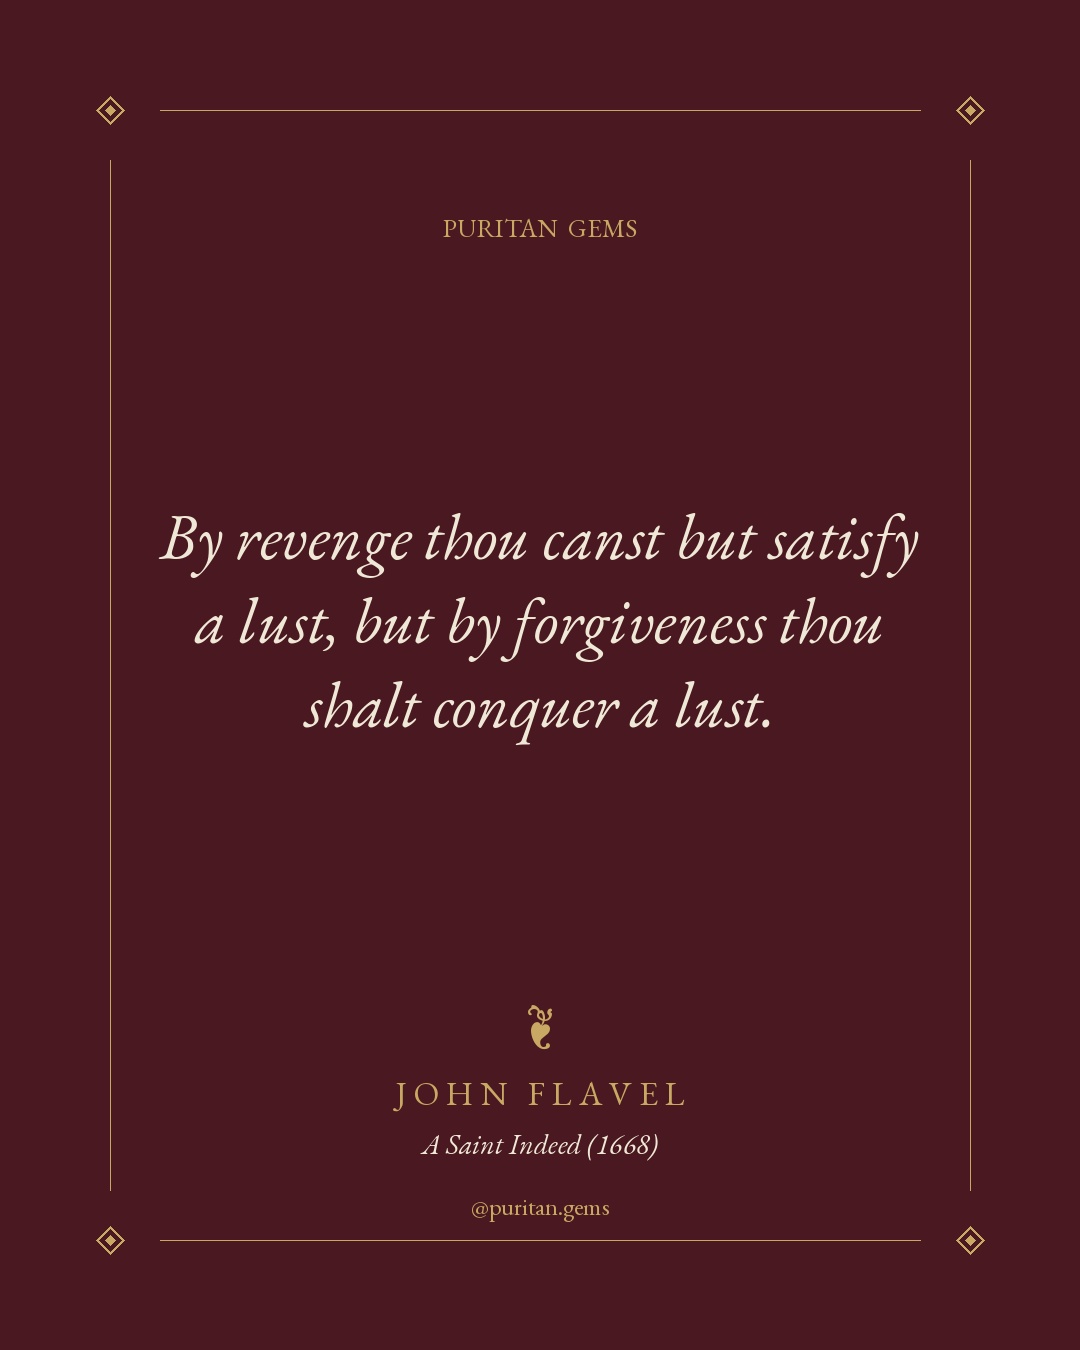 PURITAN GEMS
By revenge thou canst but satisfy
a lust, but by forgiveness thou
shalt conquer a lust.
JOHN FLAVEL
A Saint Indeed (1668)
@puritan.gems